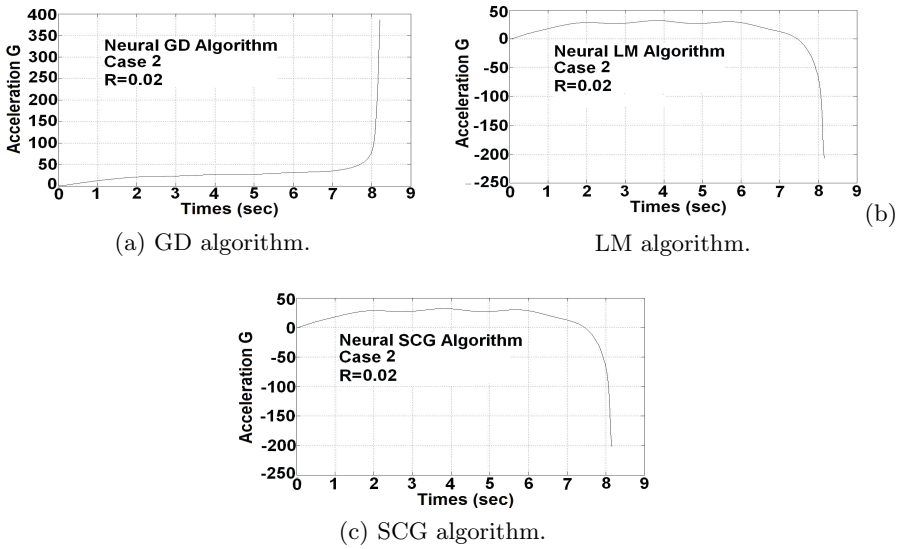 400
350
300
250
200
150
100
50
0
Acceleration G
Neural GD Algorithm
Case 2
R=0.02
0 1 2 3 4 5 6 7 8 9
Times (sec)
(a) GD algorithm.
50
0
-50
-100
-150
-200
-250
Acceleration G
Neural LM Algorithm
Case 2
R=0.02
0 1 2 3 4 5 6 7 8 9
Times (sec)
(b)
LM algorithm.
50
0
-50
-100
-150
-200
-250
Acceleration G
Neural SCG Algorithm
Case 2
R=0.02
0 1 2 3 4 5 6 7 8 9
Times (sec)
(c) SCG algorithm.